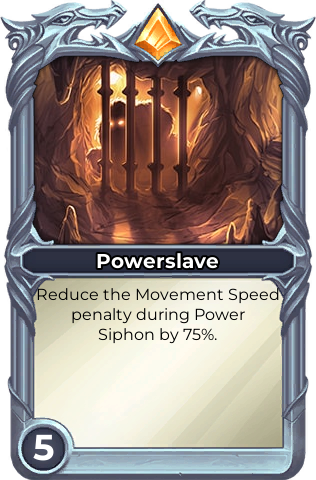 Powerslave
Reduce the Movement Speed
penalty during Power
Siphon by 75%.
5